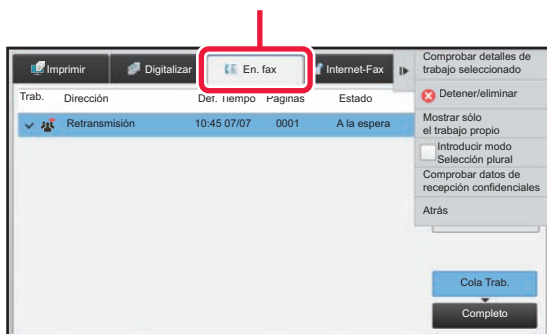 Imprimir
Digitalizar
En. fax
Internet-Fax
Trab.
Dirección
Def. Tiempo
Páginas
Estado
Retransmisión
10:45 07/07
0001
A la espera
Comprobar detalles de
trabajo seleccionado
Detener/eliminar
Mostrar sólo
el trabajo propio
Introducir modo
Selección plural
Comprobar datos de
recepción confidenciales
Atrás
Cola Trab.
Completo